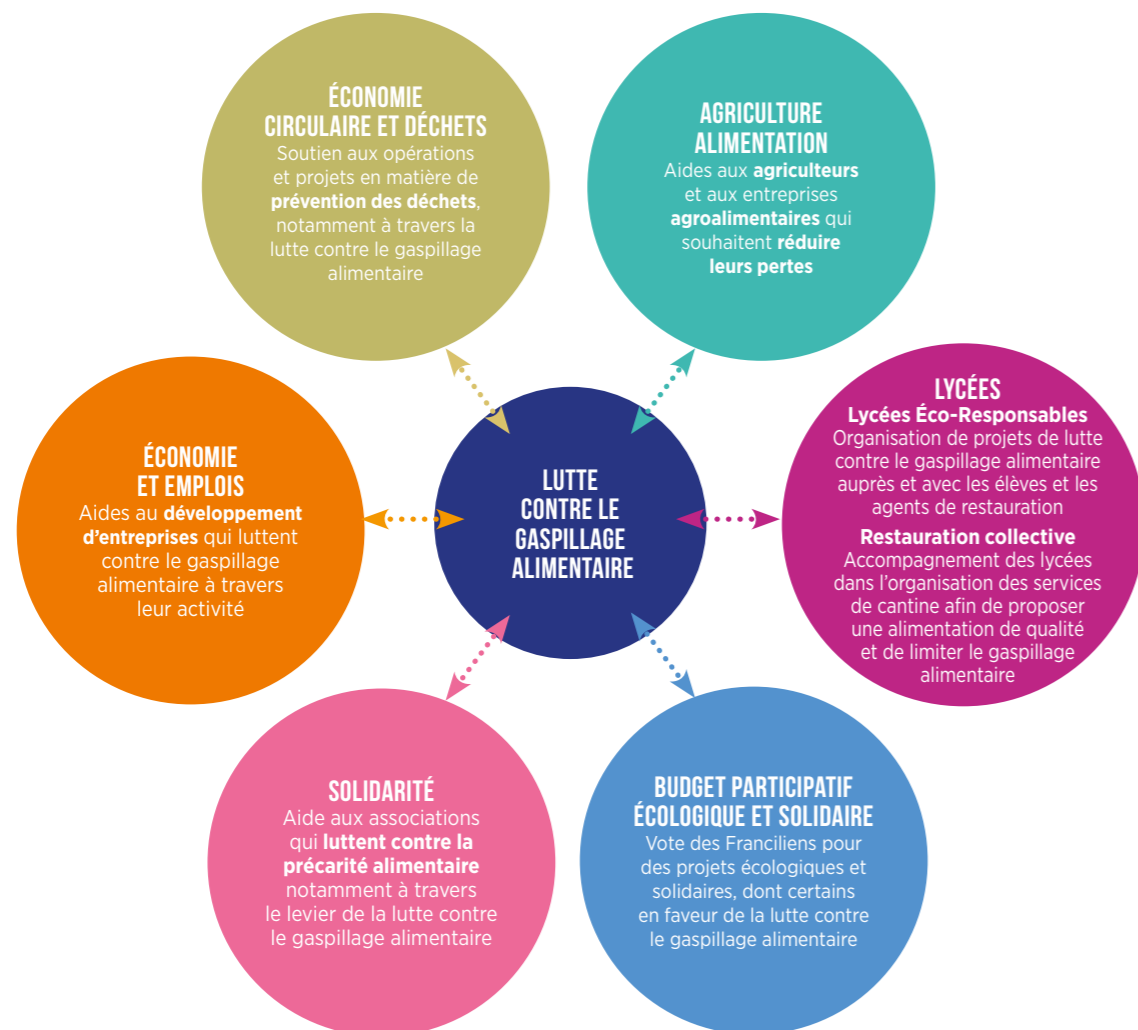 ÉCONOMIE
CIRCULAIRE ET DÉCHETS
Soutien aux opérations
et projets en matière de
prévention des déchets,
notamment à travers la
lutte contre le gaspillage
alimentaire
AGRICULTURE
ALIMENTATION
Aides aux agriculteurs
et aux entreprises
agroalimentaires qui
souhaitent réduire
leurs pertes
LYCÉES
Lycées Éco-Responsables
Organisation de projets de lutte
contre le gaspillage alimentaire
auprès et avec les élèves et les
agents de restauration
Restauration collective
Accompagnement des lycées
dans l'organisation des services
de cantine afin de proposer
une alimentation de qualité
et de limiter le gaspillage
alimentaire
ÉCONOMIE
ET EMPLOIS
Aides au développement
d'entreprises qui luttent
contre le gaspillage
alimentaire à travers
leur activité
LUTTE
CONTRE LE
GASPILLAGE
ALIMENTAIRE
SOLIDARITÉ
Aide aux associations
qui luttent contre la
précarité alimentaire
notamment à travers
le levier de la lutte contre
le gaspillage alimentaire
BUDGET PARTICIPATIF
ÉCOLOGIQUE ET SOLIDAIRE
Vote des Franciliens pour
des projets écologiques et
solidaires, dont certains
en faveur de la lutte contre
le gaspillage alimentaire